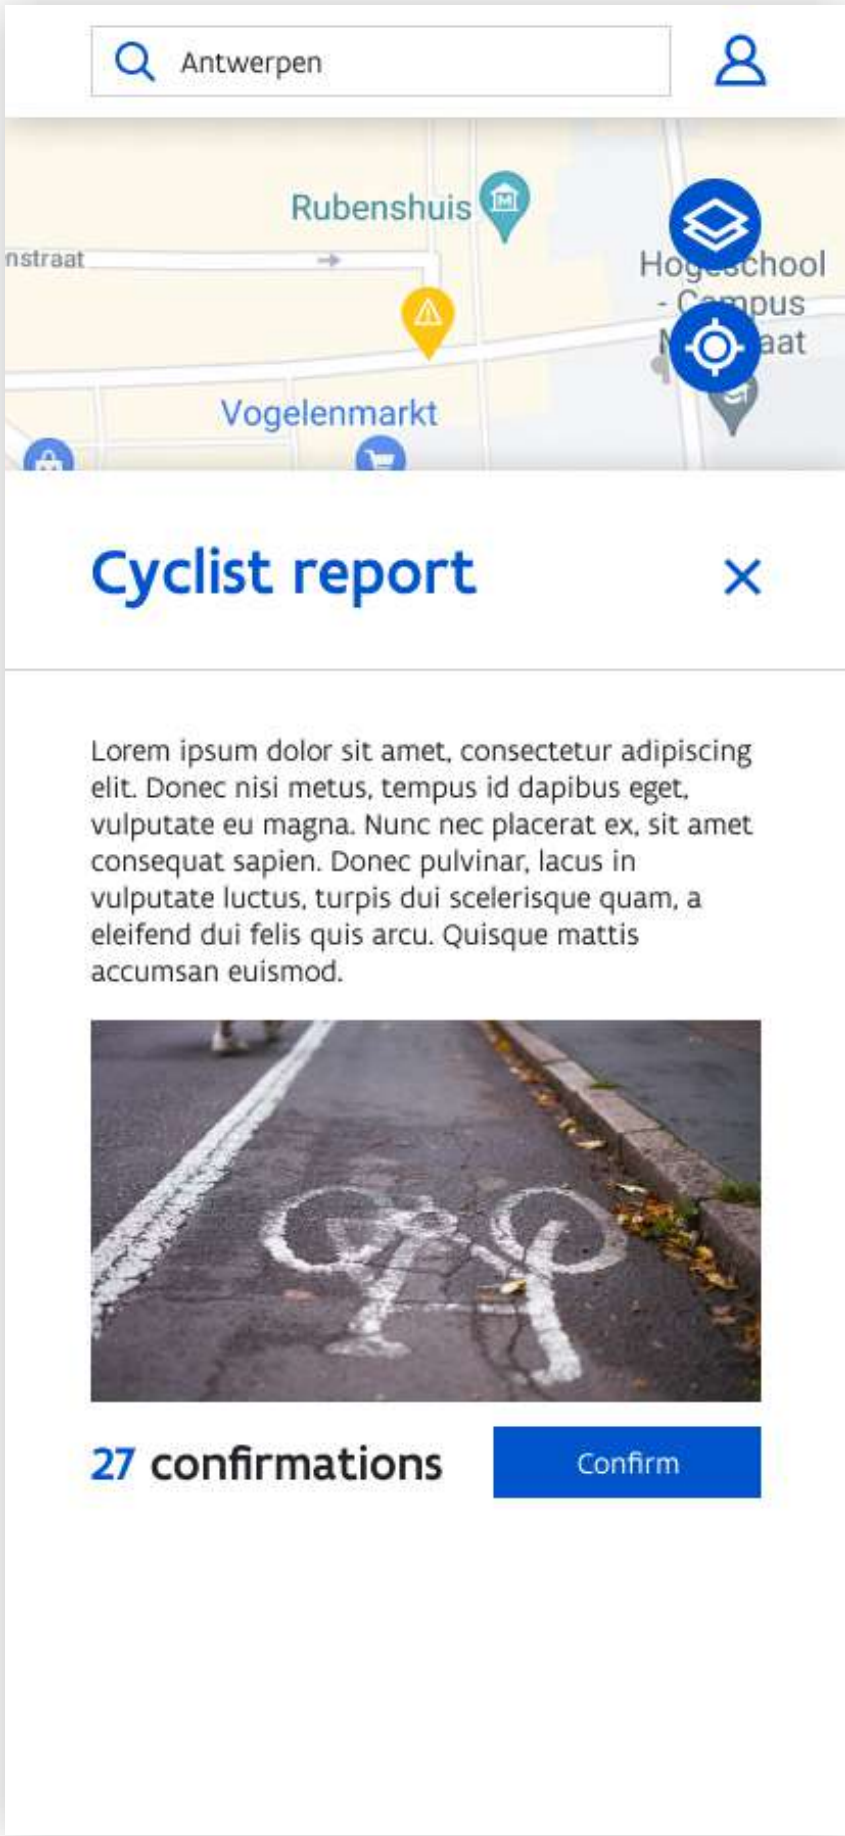 Antwerpen
Rubenshuis
M
nstraat
Hogeschool
- Campus
aat
Vogelenmarkt
Cyclist report
Lorem ipsum dolor sit amet, consectetur adipiscing
elit. Donec nisi metus, tempus id dapibus eget,
vulputate eu magna. Nunc nec placerat ex, sit amet
consequat sapien. Donec pulvinar, lacus in
vulputate luctus, turpis dui scelerisque quam, a
eleifend dui felis quis arcu. Quisque mattis
accumsan euismod.
27 confirmations
Confirm